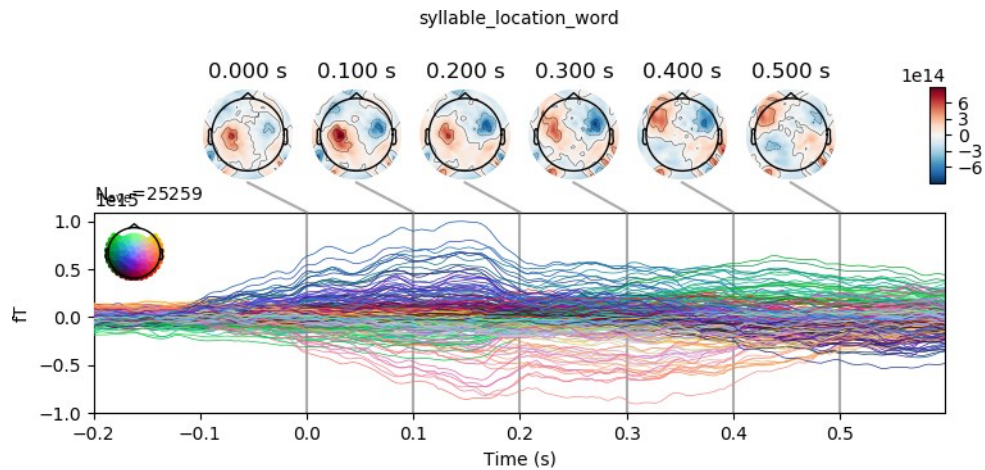 syllable_location_word
0.000 s 0.100 s 0.200 s 0.300 s 0.400 s 0.500 s
1e14
6
3
0
−3
−6
=25259
1e15
1.0
0.5
0.0
−0.5
−1.0
fT
−0.2 −0.1 0.0 0.1 0.2 0.3 0.4 0.5
Time (s)